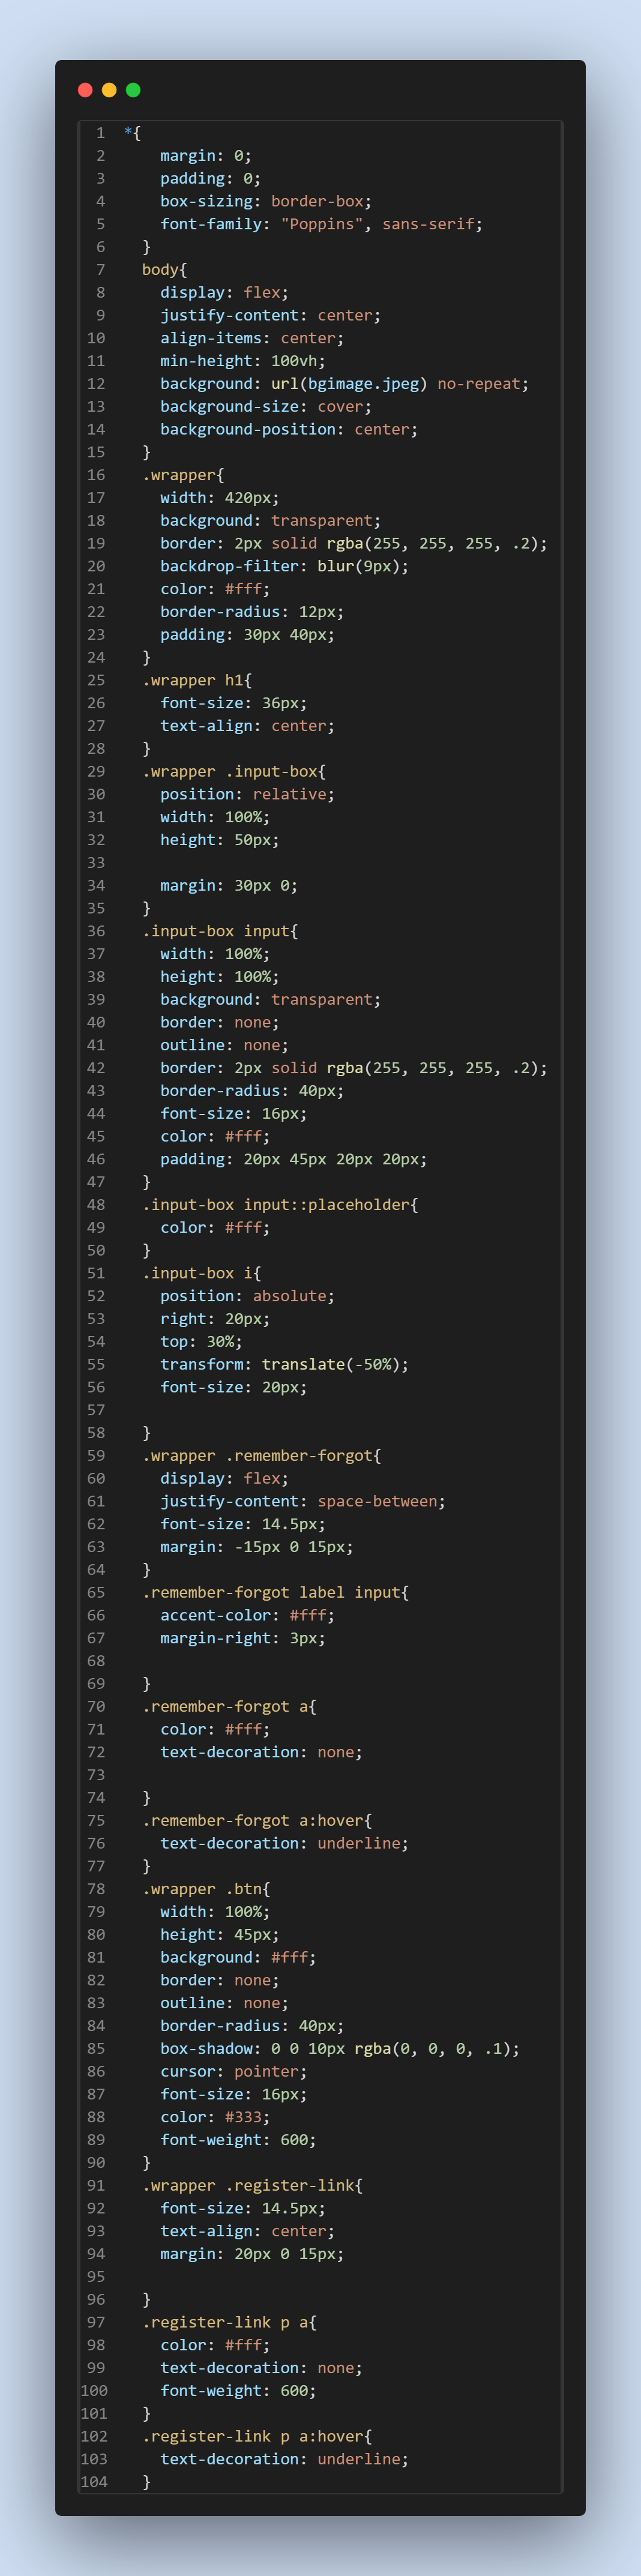 1 *{
2 margin: 0;
3 padding: 0;
4 box-sizing: border-box;
5 font-family: "Poppins", sans-serif;
6 }
7 body{
8 display: flex;
9 justify-content: center;
10 align-items: center;
11 min-height: 100vh;
12 background: url(bgimage.jpeg) no-repeat;
13 background-size: cover;
14 background-position: center;
15 }
16 .wrapper{
17 width: 420px;
18 background: transparent;
19 border: 2px solid rgba(255, 255, 255, .2);
20 backdrop-filter: blur(9px);
21 color: #fff;
22 border-radius: 12px;
23 padding: 30px 40px;
24 }
25 .wrapper h1{
26 font-size: 36px;
27 text-align: center;
28 }
29 .wrapper .input-box{
30 position: relative;
31 width: 100%;
32 height: 50px;
33
34 margin: 30px 0;
35 }
36 .input-box input{
37 width: 100%;
38 height: 100%;
39 background: transparent;
40 border: none;
41 outline: none;
42 border: 2px solid rgba(255, 255, 255, .2);
43 border-radius: 40px;
44 font-size: 16px;
45 color: #fff;
46 padding: 20px 45px 20px 20px;
47 }
48 .input-box input::placeholder{
49 color: #fff;
50 }
51 .input-box i{
52 position: absolute;
53 right: 20px;
54 top: 30%;
55 transform: translate(-50%);
56 font-size: 20px;
57
58 }
59 .wrapper .remember-forgot{
60 display: flex;
61 justify-content: space-between;
62 font-size: 14.5px;
63 margin: -15px 0 15px;
64 }
65 .remember-forgot label input{
66 accent-color: #fff;
67 margin-right: 3px;
68
69 }
70 .remember-forgot a{
71 color: #fff;
72 text-decoration: none;
73
74 }
75 .remember-forgot a:hover{
76 text-decoration: underline;
77 }
78 .wrapper .btn{
79 width: 100%;
80 height: 45px;
81 background: #fff;
82 border: none;
83 outline: none;
84 border-radius: 40px;
85 box-shadow: 0 0 10px rgba(0, 0, 0, .1);
86 cursor: pointer;
87 font-size: 16px;
88 color: #333;
89 font-weight: 600;
90 }
91 .wrapper .register-link{
92 font-size: 14.5px;
93 text-align: center;
94 margin: 20px 0 15px;
95
96 }
97 .register-link p a{
98 color: #fff;
99 text-decoration: none;
100 font-weight: 600;
101 }
102 .register-link p a:hover{
103 text-decoration: underline;
104 }